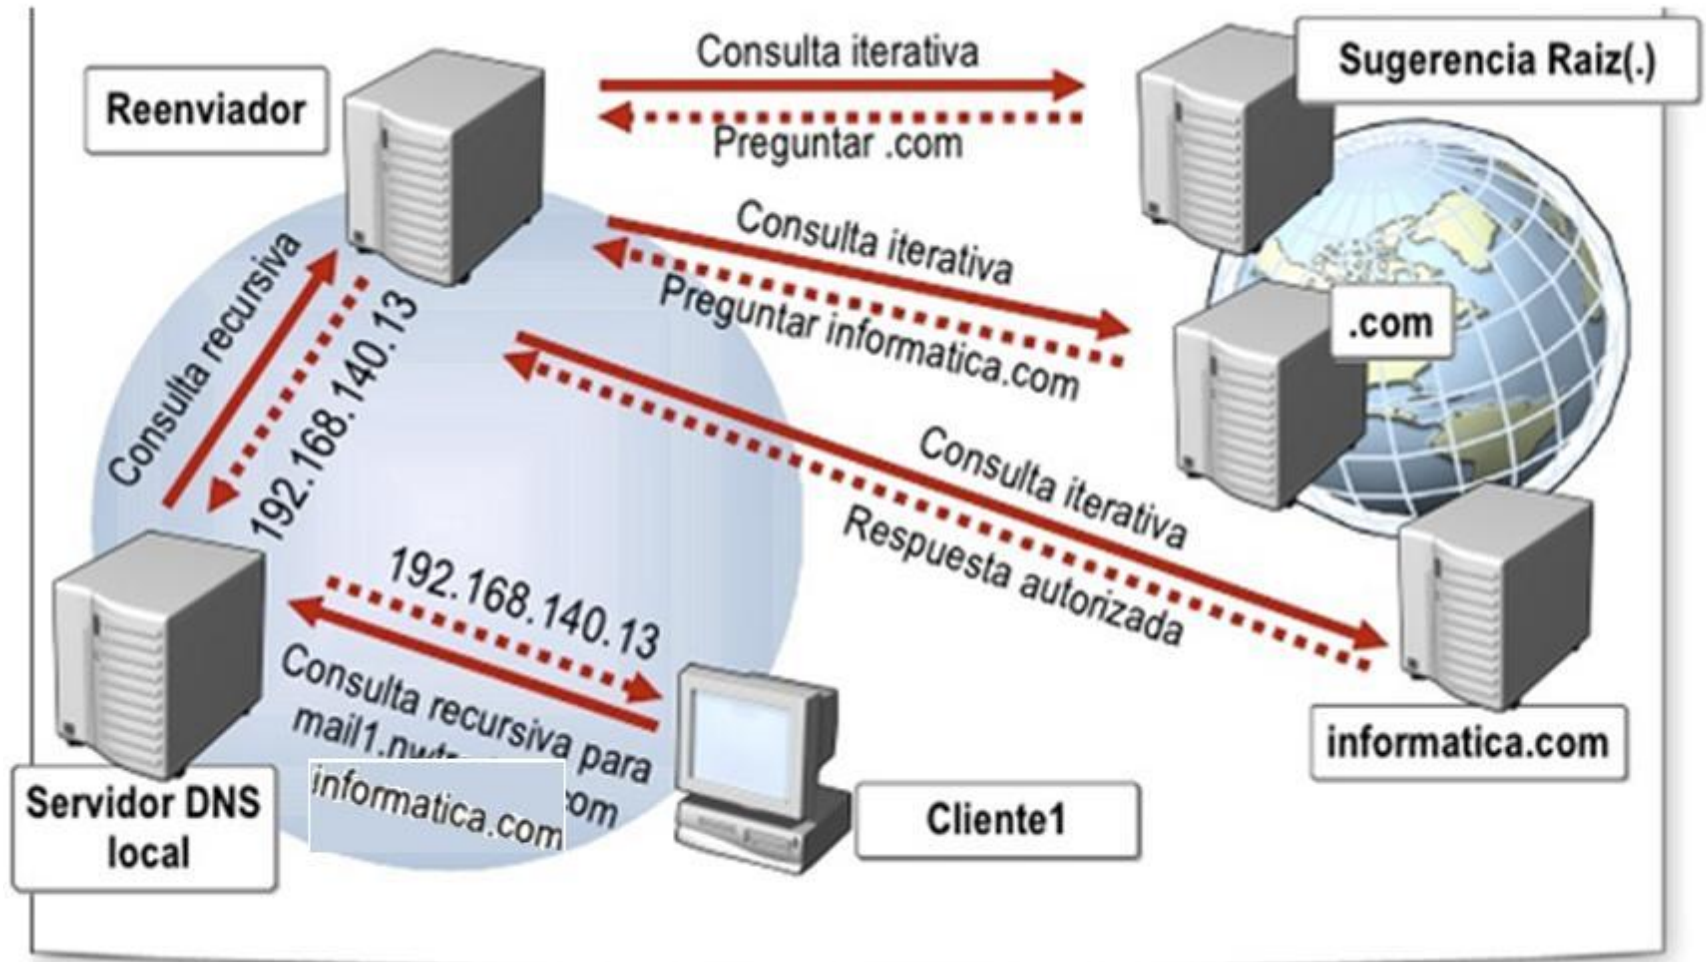 Consulta iterativa
Sugerencia Raiz(.)
Reenviador
Preguntar .com
Consulta iterativa
Preguntar informatica.com
.com
Consulta recursiva
192.168.140.13
Consulta iterativa
Respuesta autorizada
192.168.140.13
Consulta recursiva para
informatica.com
com
Servidor DNS
local
Cliente1
informatica.com